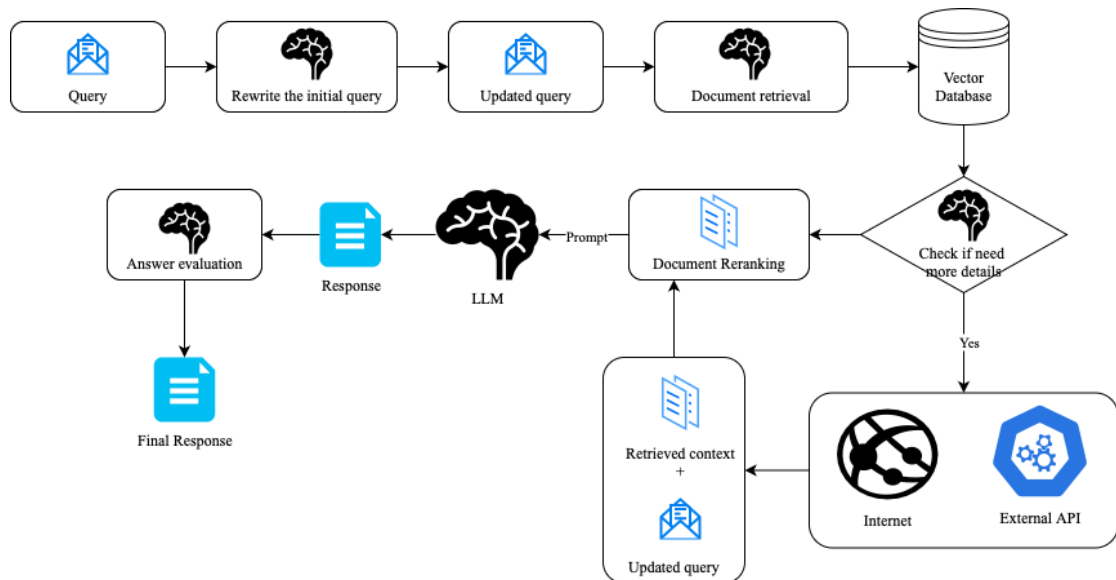 Query
Rewrite the initial query
Updated query
Document retrieval
Vector
Database
Check if need
more details
Yes
Internet
External API
Retrieved context
+
Updated query
Document Reranking
Prompt
LLM
Response
Answer evaluation
Final Response